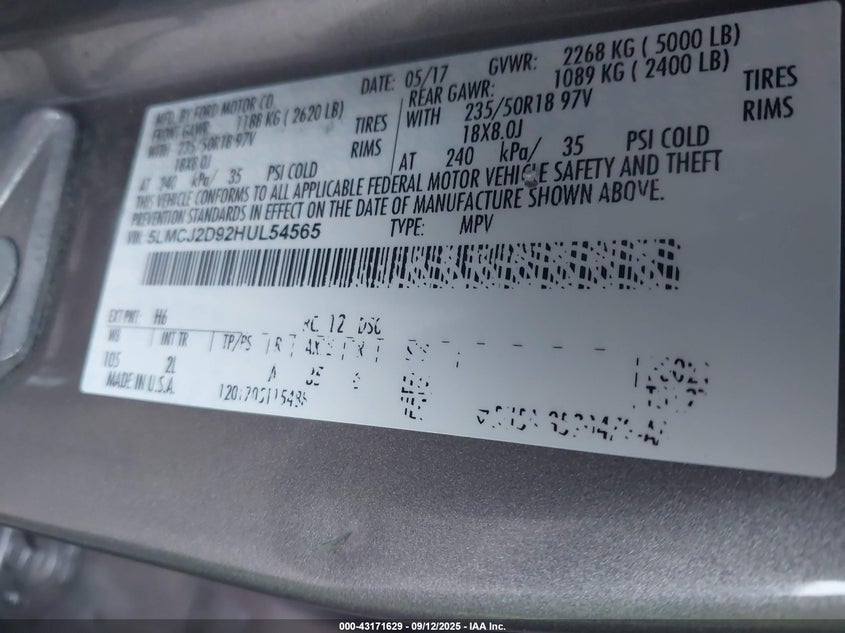 MFD. BY FORD MOTOR CO. DATE: 05/17 GVWR: 2268 KG ( 5000 LB)
FRONT GAWR: 1188 KG ( 2620 LB) REAR GAWR: 1089 KG ( 2400 LB)
WITH 235/50R18 97V TIRES WITH 235/50R18 97V TIRES
18X8.0J RIMS 18X8.0J RIMS
AT 240 kPa/ 35 PSI COLD AT 240 kPa/ 35 PSI COLD
THIS VEHICLE CONFORMS TO ALL APPLICABLE FEDERAL MOTOR VEHICLE SAFETY AND THEFT
PREVENTION STANDARDS IN EFFECT ON THE DATE OF MANUFACTURE SHOWN ABOVE.
VIN: 5LMCJ2D92HUL54565 TYPE: MPV
EXT PNT: H6 RC: 12 DSO
WB INT TR TP/PS R AX TR
105 2L A
MADE IN U.S.A.
000-43171629 - 09/12/2025 - IAA Inc.